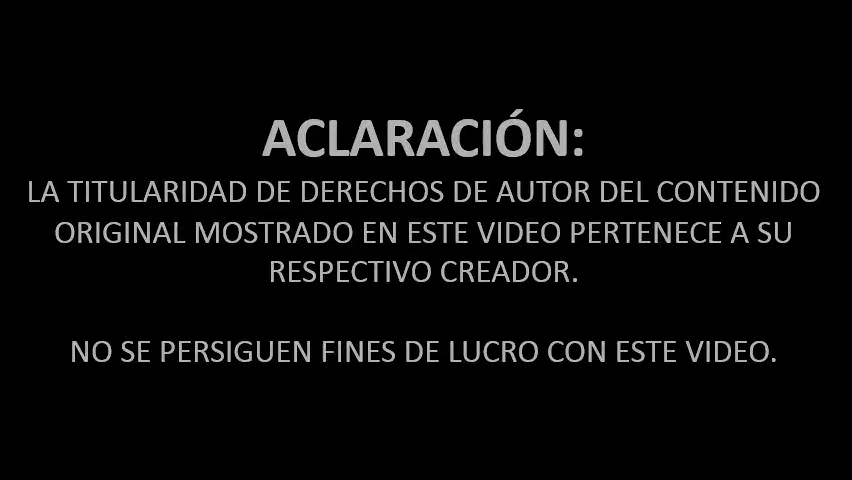 ACLARACIÓN:
LA TITULARIDAD DE DERECHOS DE AUTOR DEL CONTENIDO
ORIGINAL MOSTRADO EN ESTE VIDEO PERTENECE A SU
RESPECTIVO CREADOR.
NO SE PERSIGUEN FINES DE LUCRO CON ESTE VIDEO.